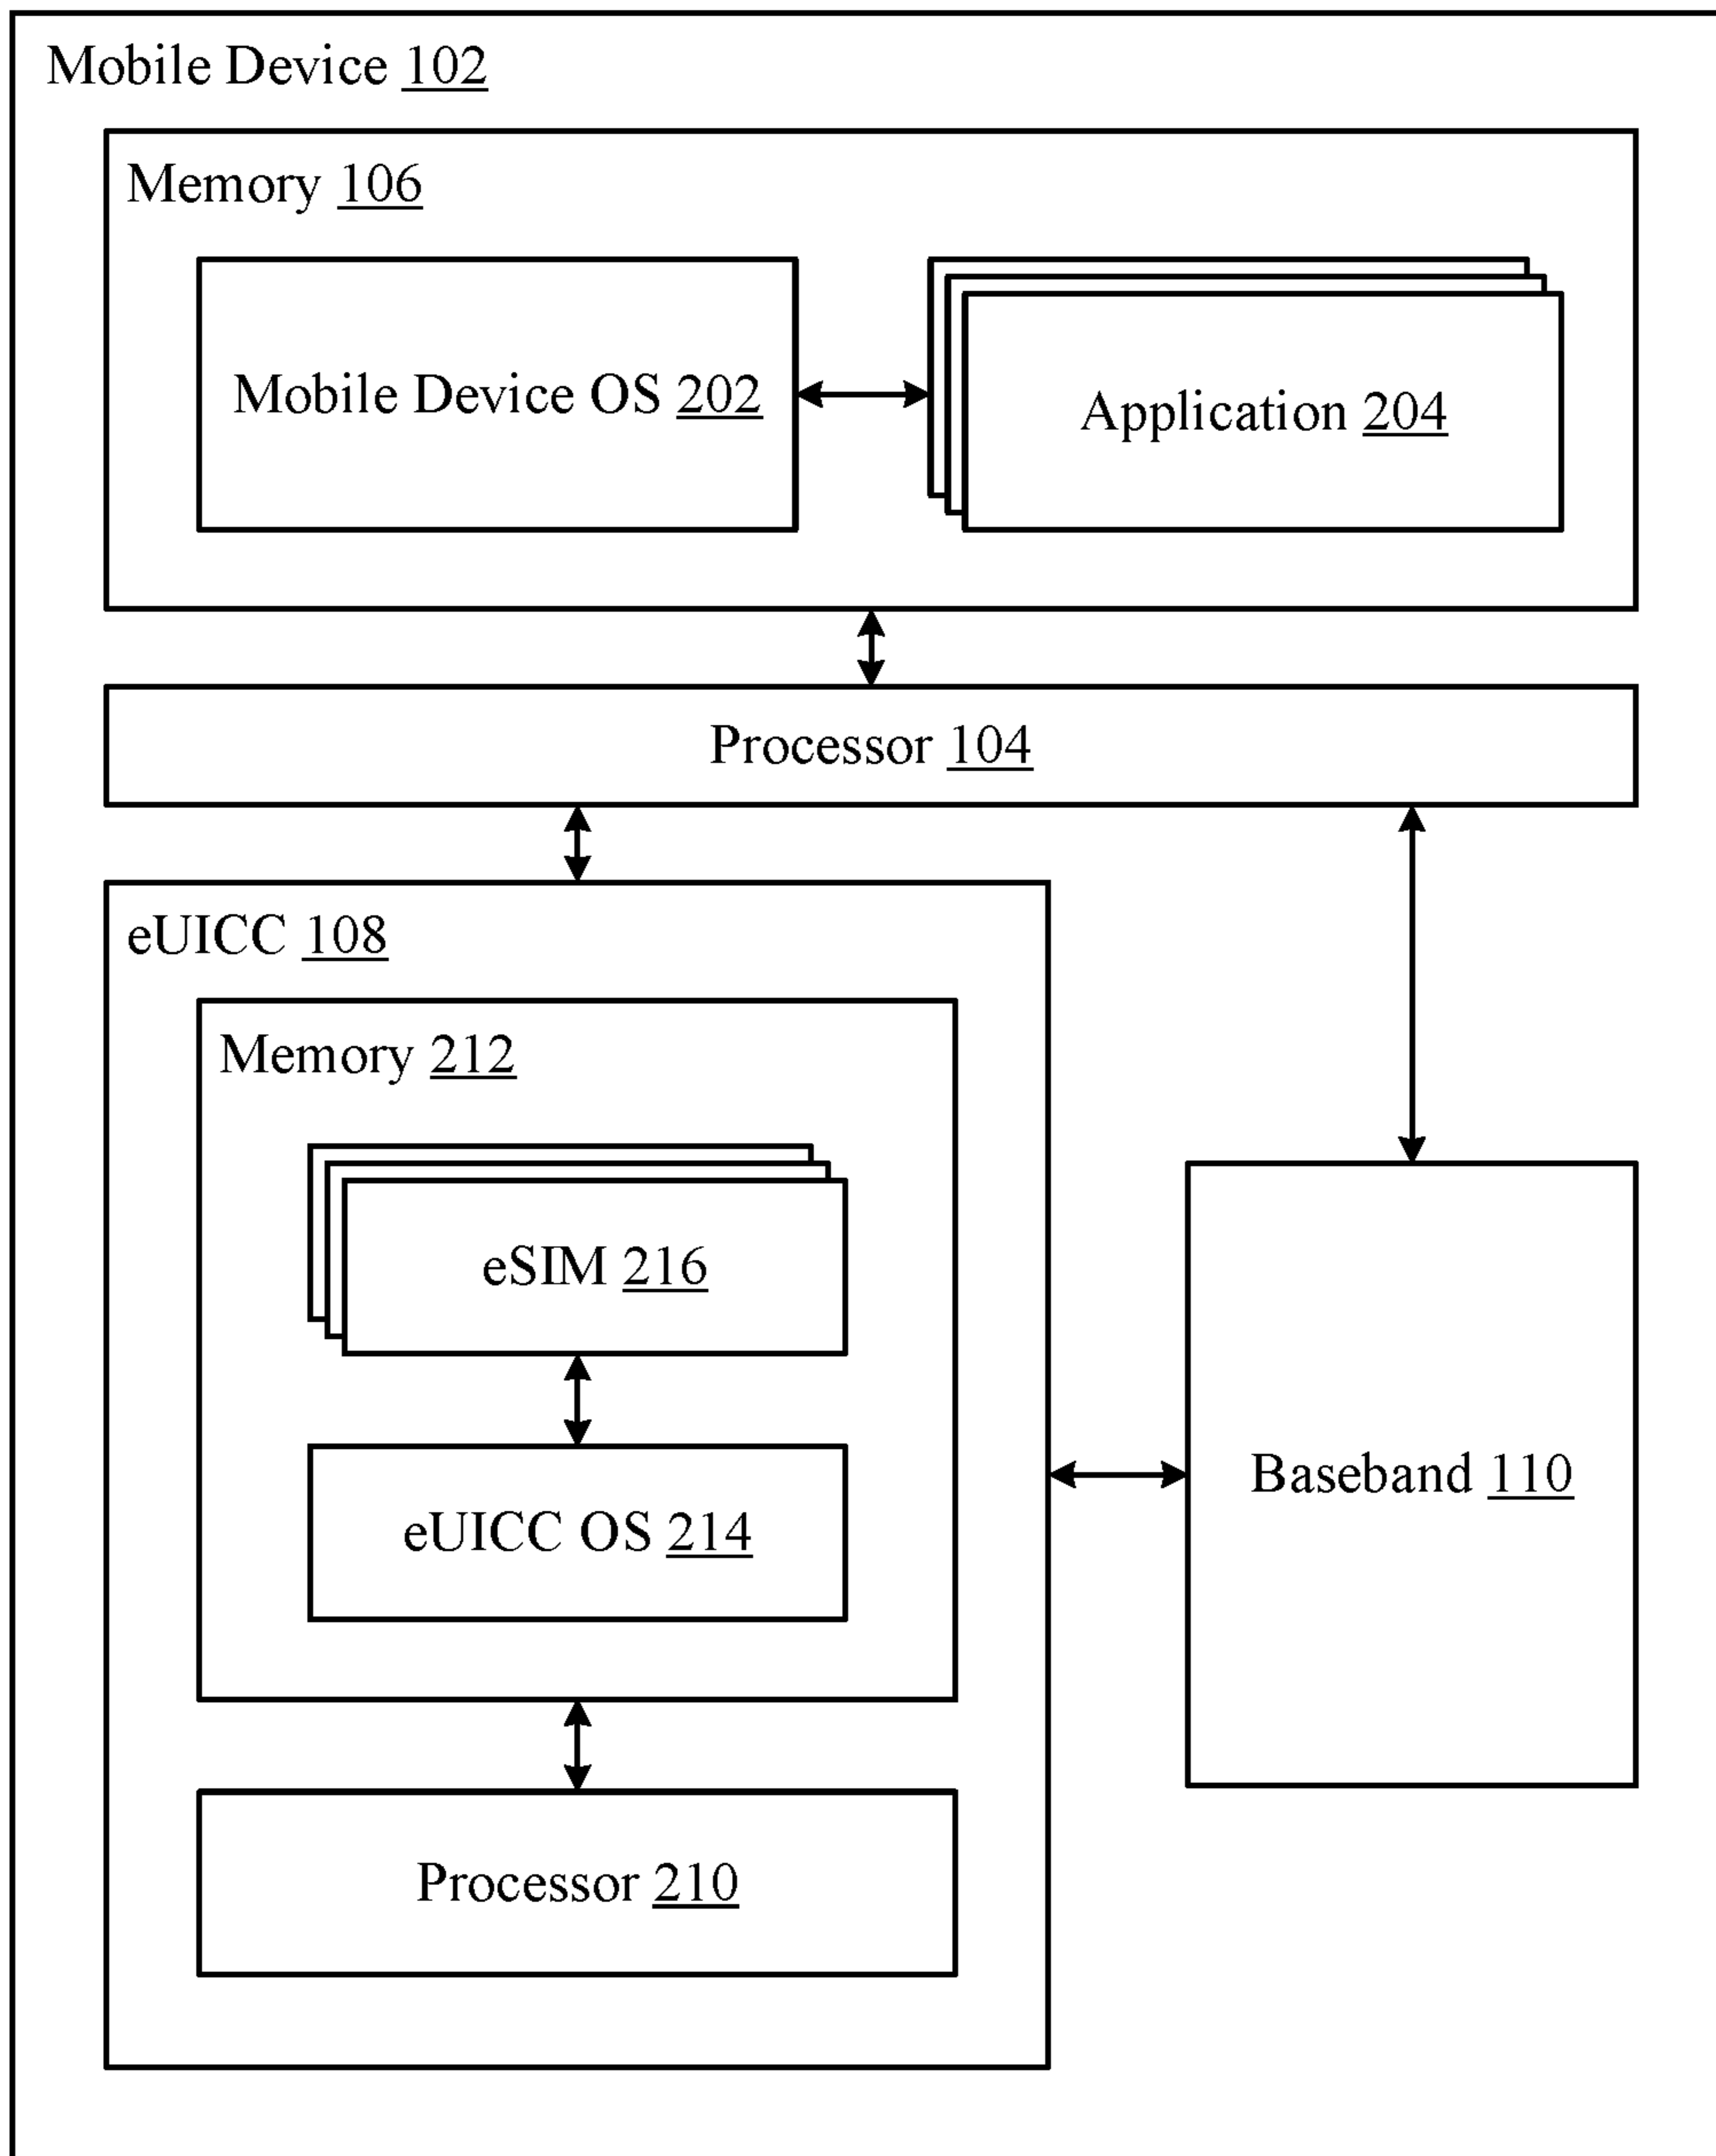 Mobile Device 102
Memory 106
Mobile Device OS 202
Application 204
Processor 104
eUICC 108
Memory 212
eSIM 216
eUICC OS 214
Baseband 110
Processor 210